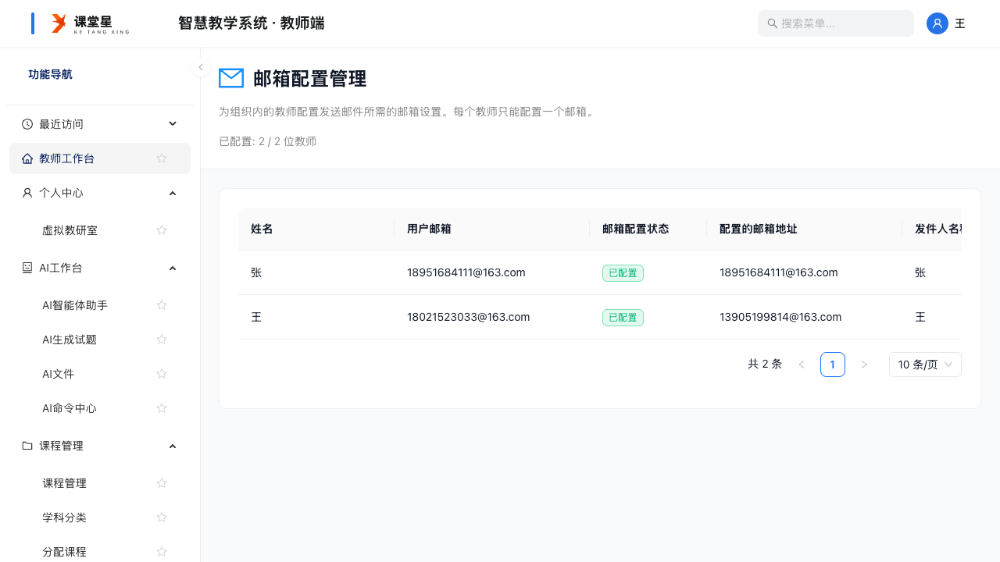 课堂星
KE TANG XING
智慧教学系统 · 教师端
搜索菜单...
王
功能导航
最近访问
教师工作台
个人中心
虚拟教研室
AI工作台
AI智能体助手
AI生成试题
AI文件
AI命令中心
课程管理
课程管理
学科分类
分配课程
邮箱配置管理
为组织内的教师配置发送邮件所需的邮箱设置。每个教师只能配置一个邮箱。
已配置: 2 / 2 位教师
姓名 用户邮箱 邮箱配置状态 配置的邮箱地址 发件人名称
张 18951684111@163.com 已配置 18951684111@163.com 张
王 18021523033@163.com 已配置 13905199814@163.com 王
共 2 条 1 10 条/页